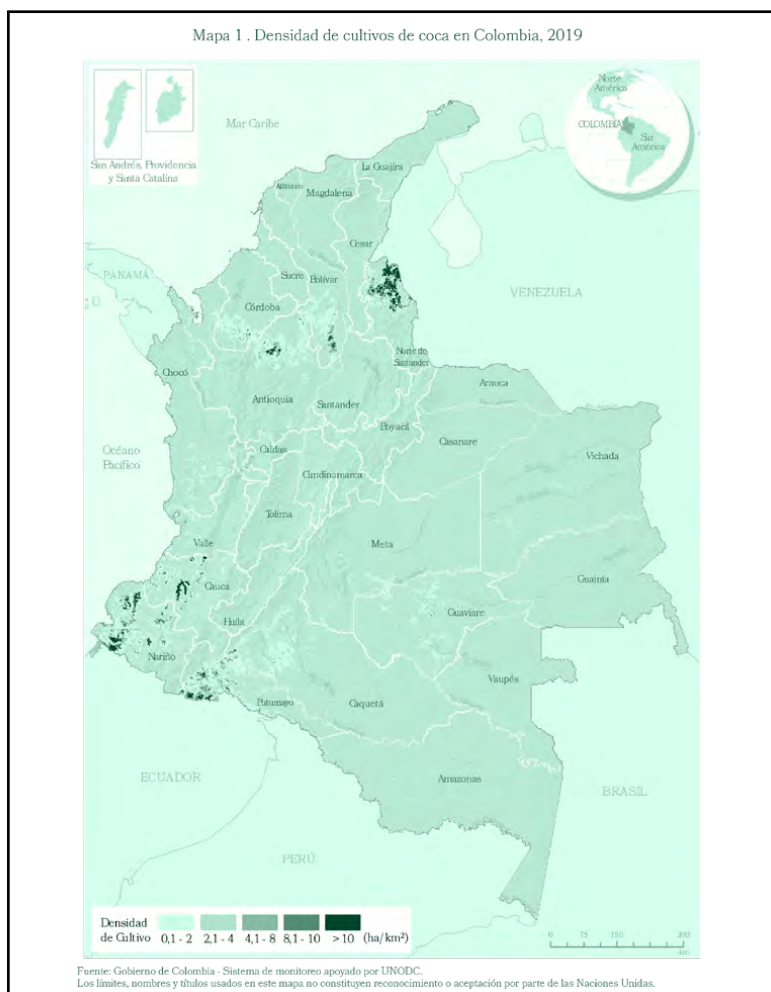 Mapa 1 . Densidad de cultivos de coca en Colombia, 2019
Norte
América
COLOMBIA
Sur
América
San Andrés, Providencia
y Santa Catalina
Mar Caribe
La Guajira
Atlántico
Magdalena
Cesar
PANAMÁ
Sucre
Bolívar
VENEZUELA
Córdoba
Norte de
Santander
Chocó
Arauca
Antioquia
Santander
Boyacá
Casanare
Océano
Pacífico
Caldas
Vichada
Cundinamarca
Tolima
Valle
Meta
Guainía
Cauca
Huila
Guaviare
Nariño
Vaupés
Putumayo
Caquetá
ECUADOR
Amazonas
BRASIL
PERÚ
Densidad
de Cultivo
0,1 - 2
2,1 - 4
4,1 - 8
8,1 - 10
>10
(ha/km²)
0 75 150 300
km
Fuente: Gobierno de Colombia - Sistema de monitoreo apoyado por UNODC.
Los límites, nombres y títulos usados en este mapa no constituyen reconocimiento o aceptación por parte de las Naciones Unidas.